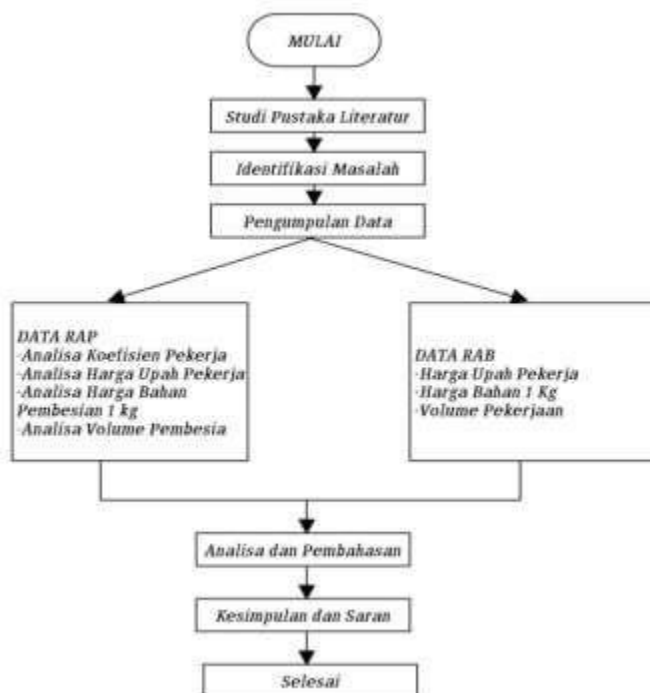 MULAI
Studi Pustaka Literatur
Identifikasi Masalah
Pengumpulan Data
DATA RAP
-Analisa Koefisien Pekerja
-Analisa Harga Upah Pekerja
-Analisa Harga Bahan
Pembesian 1 kg
-Analisa Volume Pembesia
DATA RAB
-Harga Upah Pekerja
-Harga Bahan 1 Kg
-Volume Pekerjaan
Analisa dan Pembahasan
Kesimpulan dan Saran
Selesai